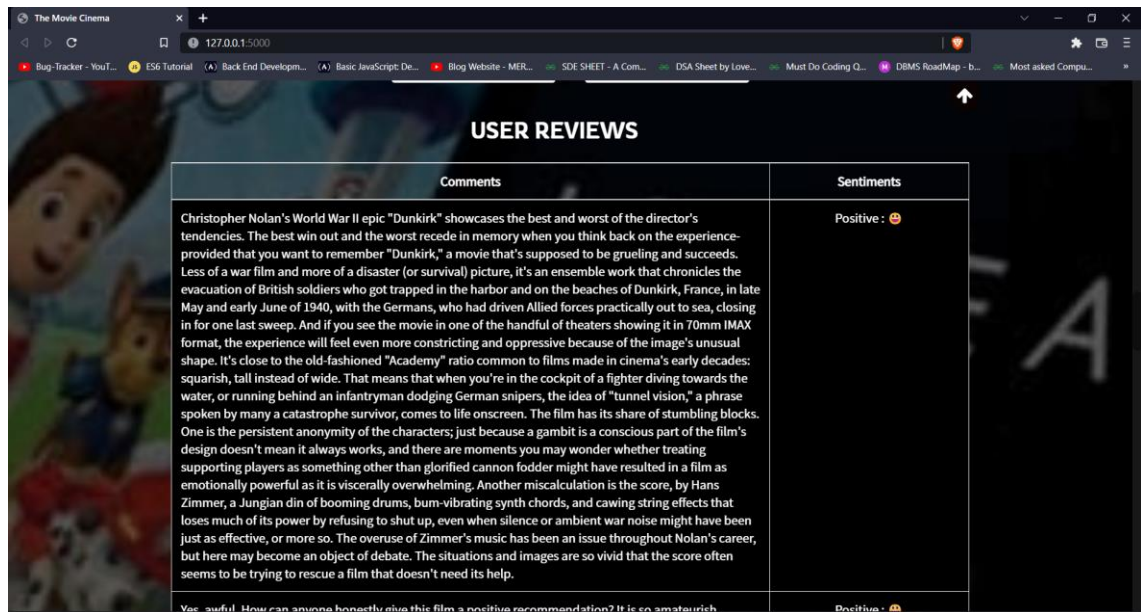 The Movie Cinema
127.0.0.1:5000
Bug-Tracker - YouT... ES6 Tutorial Back End Developm... Basic JavaScript: De... Blog Website - MER... SDE SHEET - A Com... DSA Sheet by Love... Must Do Coding Q... DBMS RoadMap - b... Most asked Compu...
USER REVIEWS
Comments Sentiments
Christopher Nolan's World War II epic "Dunkirk" showcases the best and worst of the director's Positive : 😃
tendencies. The best win out and the worst recede in memory when you think back on the experience-
provided that you want to remember "Dunkirk," a movie that's supposed to be grueling and succeeds.
Less of a war film and more of a disaster (or survival) picture, it's an ensemble work that chronicles the
evacuation of British soldiers who got trapped in the harbor and on the beaches of Dunkirk, France, in late
May and early June of 1940, with the Germans, who had driven Allied forces practically out to sea, closing
in for one last sweep. And if you see the movie in one of the handful of theaters showing it in 70mm IMAX
format, the experience will feel even more constricting and oppressive because of the image's unusual
shape. It's close to the old-fashioned "Academy" ratio common to films made in cinema's early decades:
squarish, tall instead of wide. That means that when you're in the cockpit of a fighter diving towards the
water, or running behind an infantryman dodging German snipers, the idea of "tunnel vision," a phrase
spoken by many a catastrophe survivor, comes to life onscreen. The film has its share of stumbling blocks.
One is the persistent anonymity of the characters; just because a gambit is a conscious part of the film's
design doesn't mean it always works, and there are moments you may wonder whether treating
supporting players as something other than glorified cannon fodder might have resulted in a film as
emotionally powerful as it is viscerally overwhelming. Another miscalculation is the score, by Hans
Zimmer, a Jungian din of booming drums, bum-vibrating synth chords, and cawing string effects that
loses much of its power by refusing to shut up, even when silence or ambient war noise might have been
just as effective, or more so. The overuse of Zimmer's music has been an issue throughout Nolan's career,
but here may become an object of debate. The situations and images are so vivid that the score often
seems to be trying to rescue a film that doesn't need its help.
Yes, awful. How can anyone honestly give this film a positive recommendation? It is so amateurish Positive : 😃